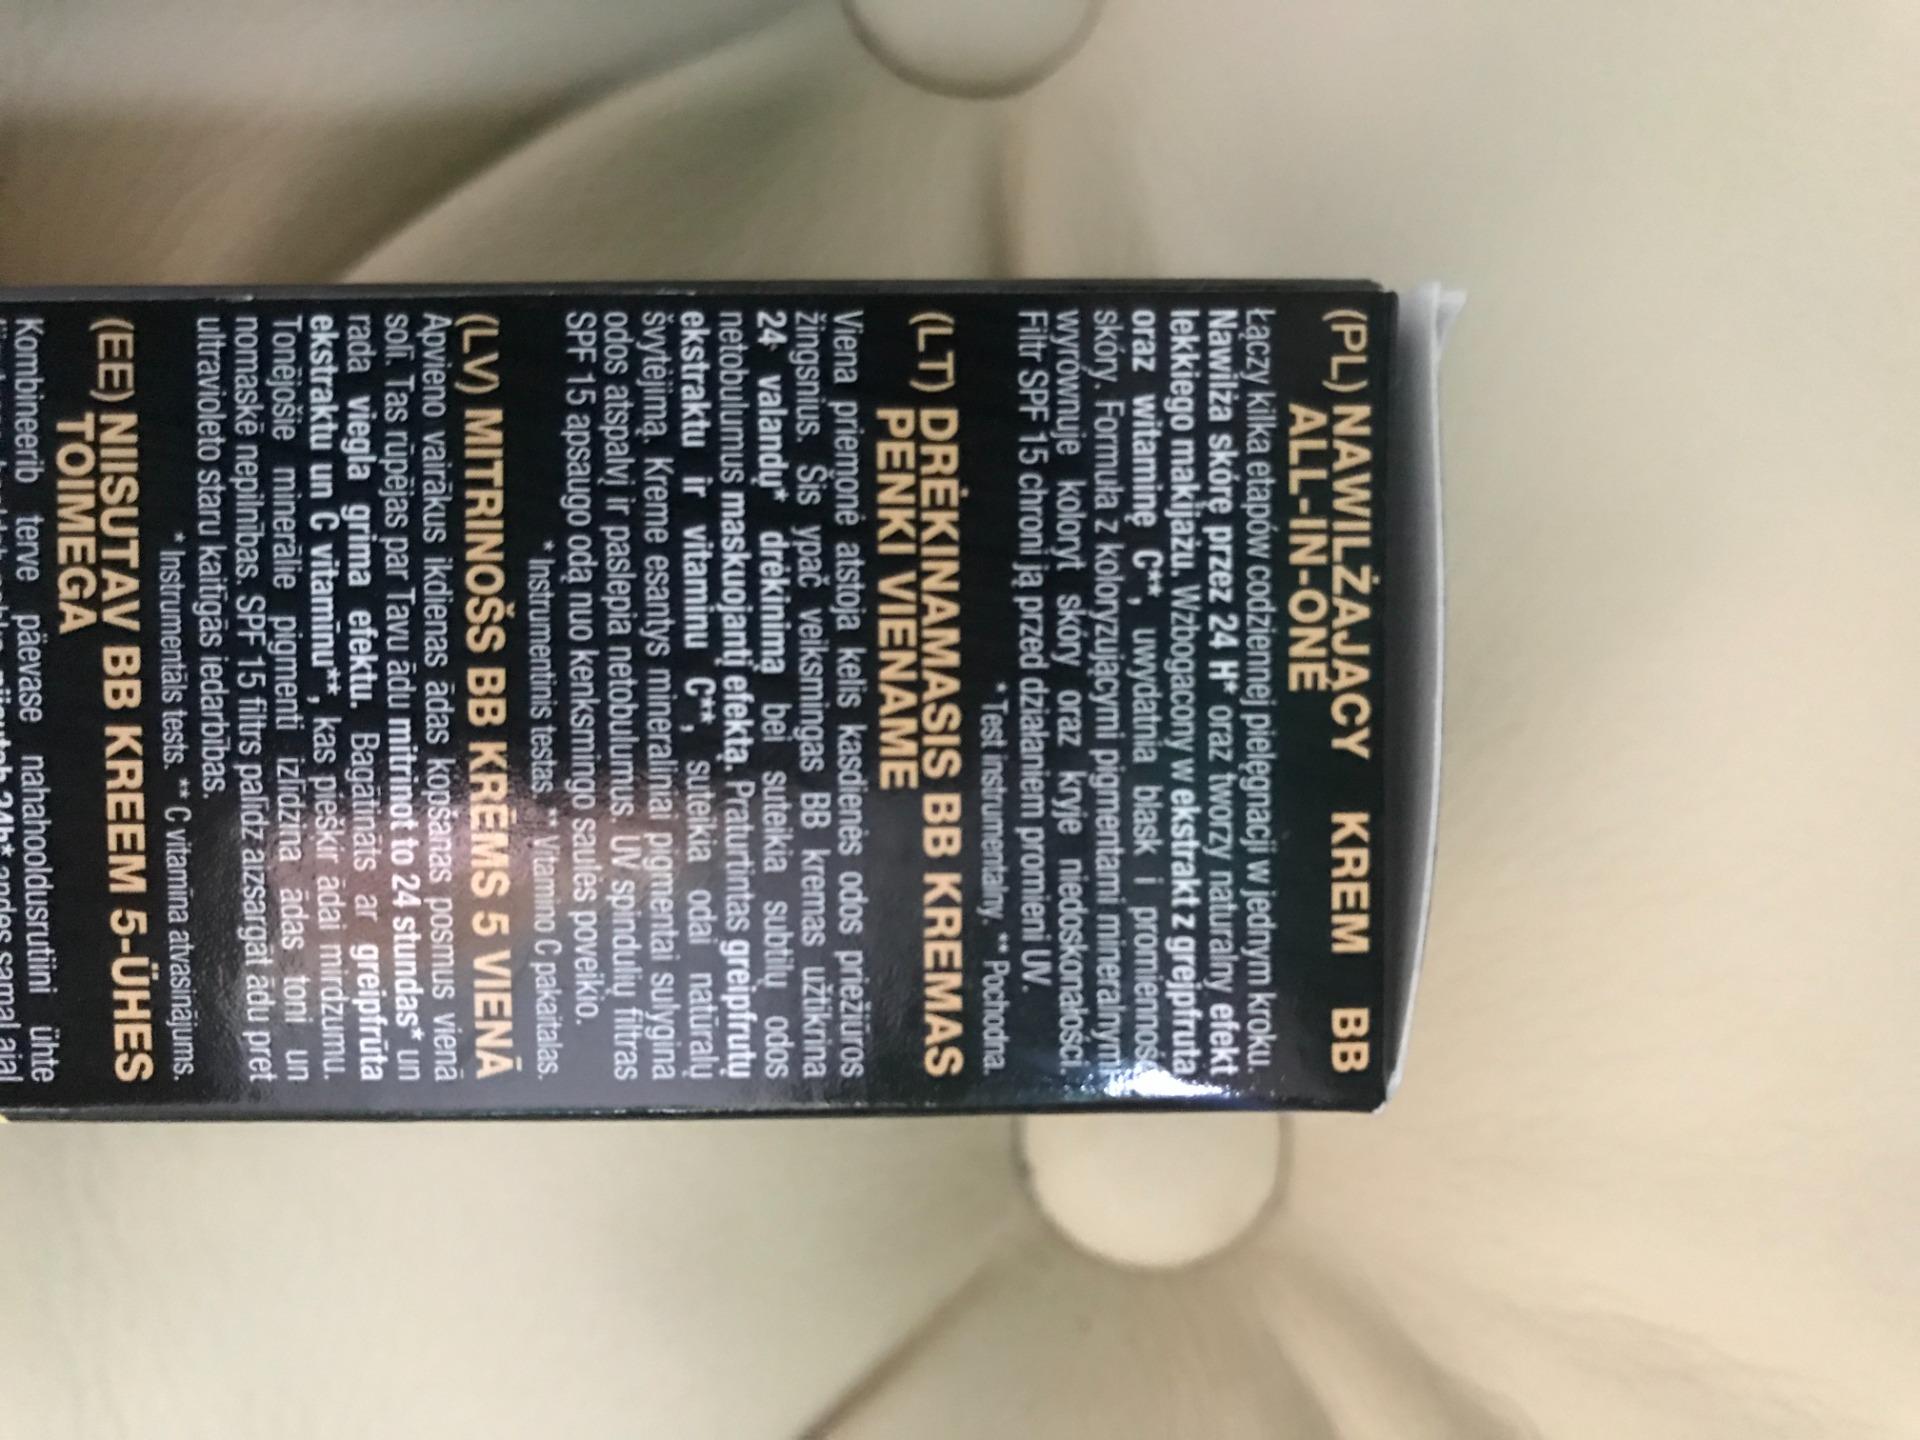 (PL) NAWILŻAJĄCY KREM BB
ALL-IN-ONE
Łączy kilka etapów codziennej pielęgnacji w jednym kroku.
Nawilża skórę przez 24 H* oraz tworzy naturalny efekt
lekkiego makijażu. Wzbogacony w ekstrakt z grejpfruta
oraz witaminę C**, uwydatnia blask i promienność
skóry. Formuła z koloryzującymi pigmentami mineralnymi
wyrównuje koloryt skóry oraz kryje niedoskonałości.
Filtr SPF 15 chroni ją przed działaniem promieni UV.
* Test instrumentalny. ** Pochodna.
(LT) DRĖKINAMASIS BB KREMAS
PENKI VIENAME
Viena priemonė atstoja kelis kasdienės odos priežiūros
žingsnius. Šis ypač veiksmingas BB kremas užtikrina
24 valandų* drėkinimą bei suteikia subtilų odos
netobulumus maskuojantį efektą. Praturtintas greipfrutų
ekstraktu ir vitaminu C**, suteikia odai natūralų
švytėjimą. Kreme esantys mineraliniai pigmentai sulygina
odos atspalvį ir paslepia netobulumus. UV spindulių filtras
SPF 15 apsaugo odą nuo kenksmingo saulės poveikio.
* Instrumentinis testas. ** Vitamino C pakaitalas.
(LV) MITRINOŠS BB KRĒMS 5 VIENĀ
Apvieno vairākus ikdienas ādas kopšanas posmus vienā
solī. Tas rūpējas par Tavu ādu mitrinot to 24 stundas* un
rada viegla grima efektu. Bagātināts ar greipfrūta
ekstraktu un C vitamīnu**, kas piešķir ādai mirdzumu.
Tonējošie minerālie pigmenti izlīdzina ādas toni un
nomaskē nepilnības. SPF 15 filtrs palīdz aizsargāt ādu pret
ultravioleto staru kaitīgās iedarbības.
* Instrumentāls tests. ** C vitamīna atvasinājums.
(EE) NIISUTAV BB KREEM 5-ÜHES
TOIMEGA
Kombineerib terve päevase nahahooldusrutiini ühte
24h* andes samal ajal